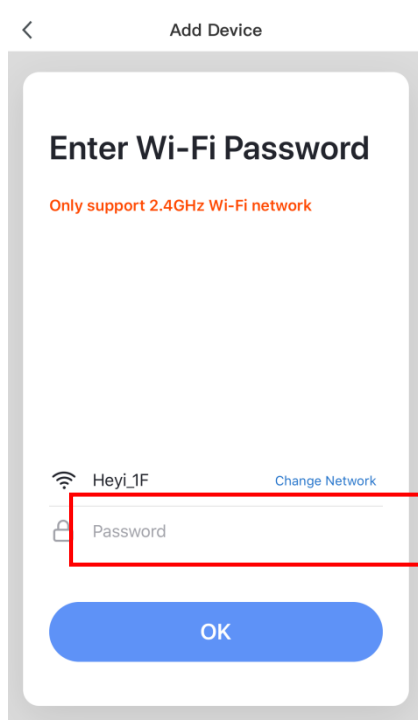 Add Device
Enter Wi-Fi Password
Only support 2.4GHz Wi-Fi network
Heyi_1F Change Network
Password
OK